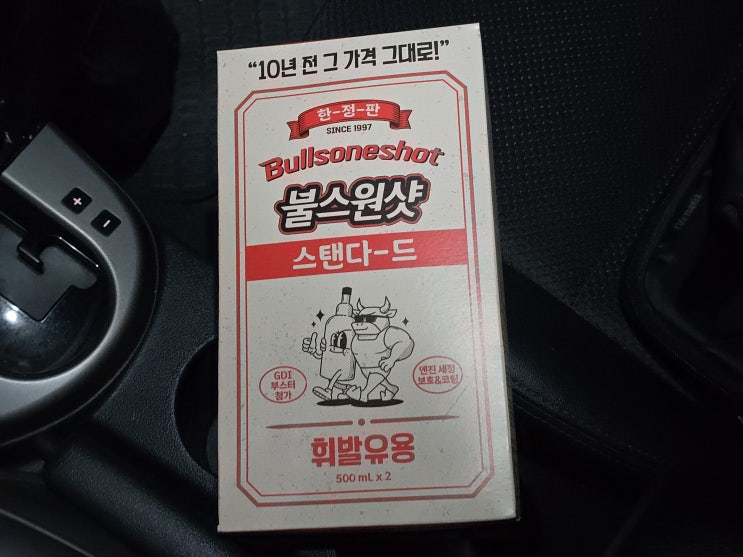 “10년 전 그 가격 그대로!”
한-정-판
SINCE 1997
Bullsoneshot
불스원샷
스탠다-드
GDI
부스터
첨가
엔진 세정
보호&코팅
휘발유용
500 mL x 2
+
-